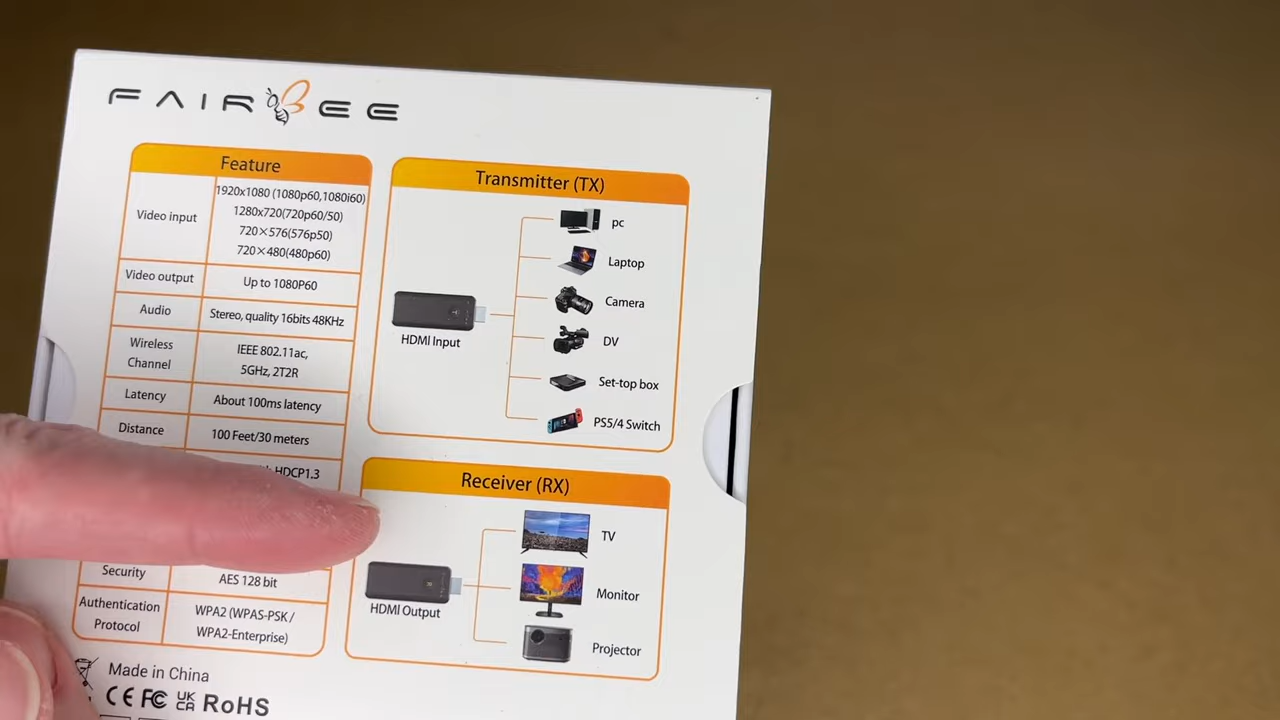 FAIRBEE
Feature
Video input
1920x1080 (1080p60,1080i60)
1280x720(720p60/50)
720×576(576p50)
720×480(480p60)
Video output
Up to 1080P60
Audio
Stereo, quality 16bits 48KHz
Wireless
Channel
IEEE 802.11ac,
5GHz, 2T2R
Latency
About 100ms latency
Distance
100 Feet/30 meters
HDCP1.3
Security
AES 128 bit
Authentication
Protocol
WPA2 (WPAS-PSK /
WPA2-Enterprise)
Transmitter (TX)
HDMI Input
pc
Laptop
Camera
DV
Set-top box
PS5/4 Switch
Receiver (RX)
HDMI Output
TV
Monitor
Projector
Made in China
CE FC UK CA RoHS